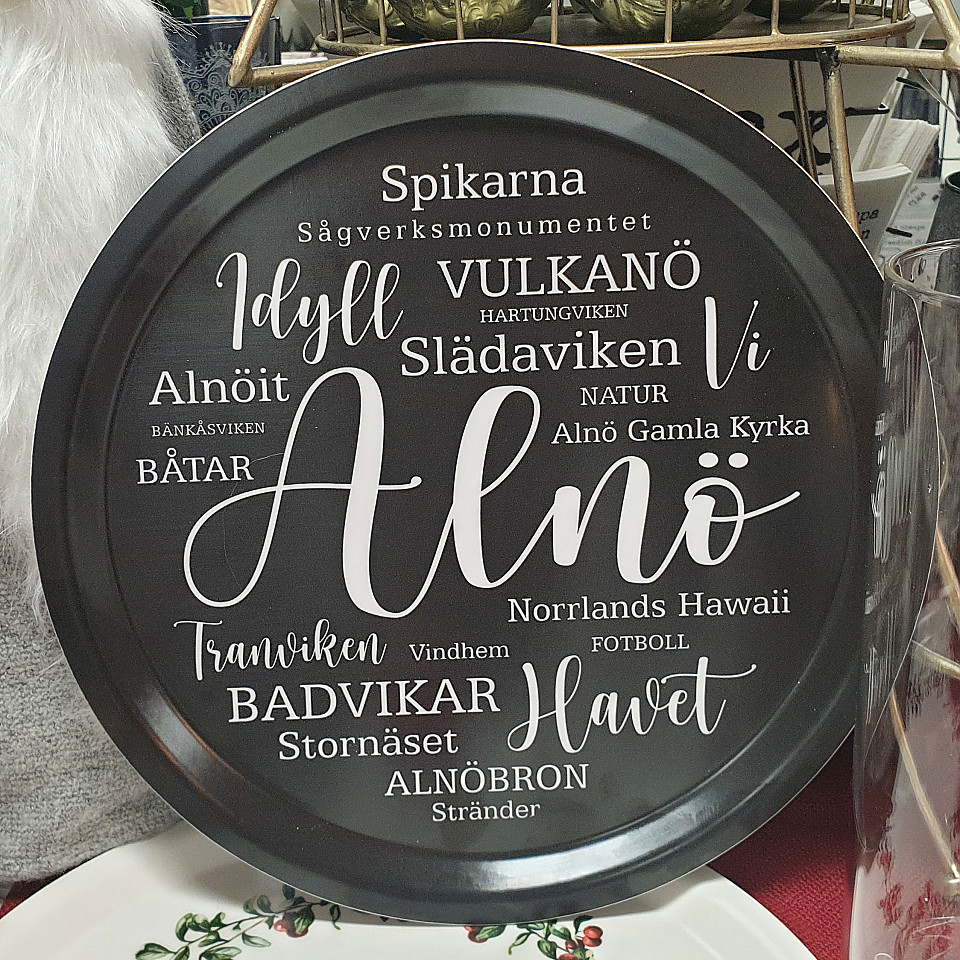 Spikarna
Sågverksmonumentet
Idyll
VULKANÖ
HARTUNGVIKEN
Slädaviken
Vi
Alnöit
NATUR
BÄNKÅSVIKEN
Alnö Gamla Kyrka
BÅTAR
Alnö
Norrlands Hawaii
Tranviken
Vindhem
FOTBOLL
BADVIKAR
Havet
Stornäset
ALNÖBRON
Stränder